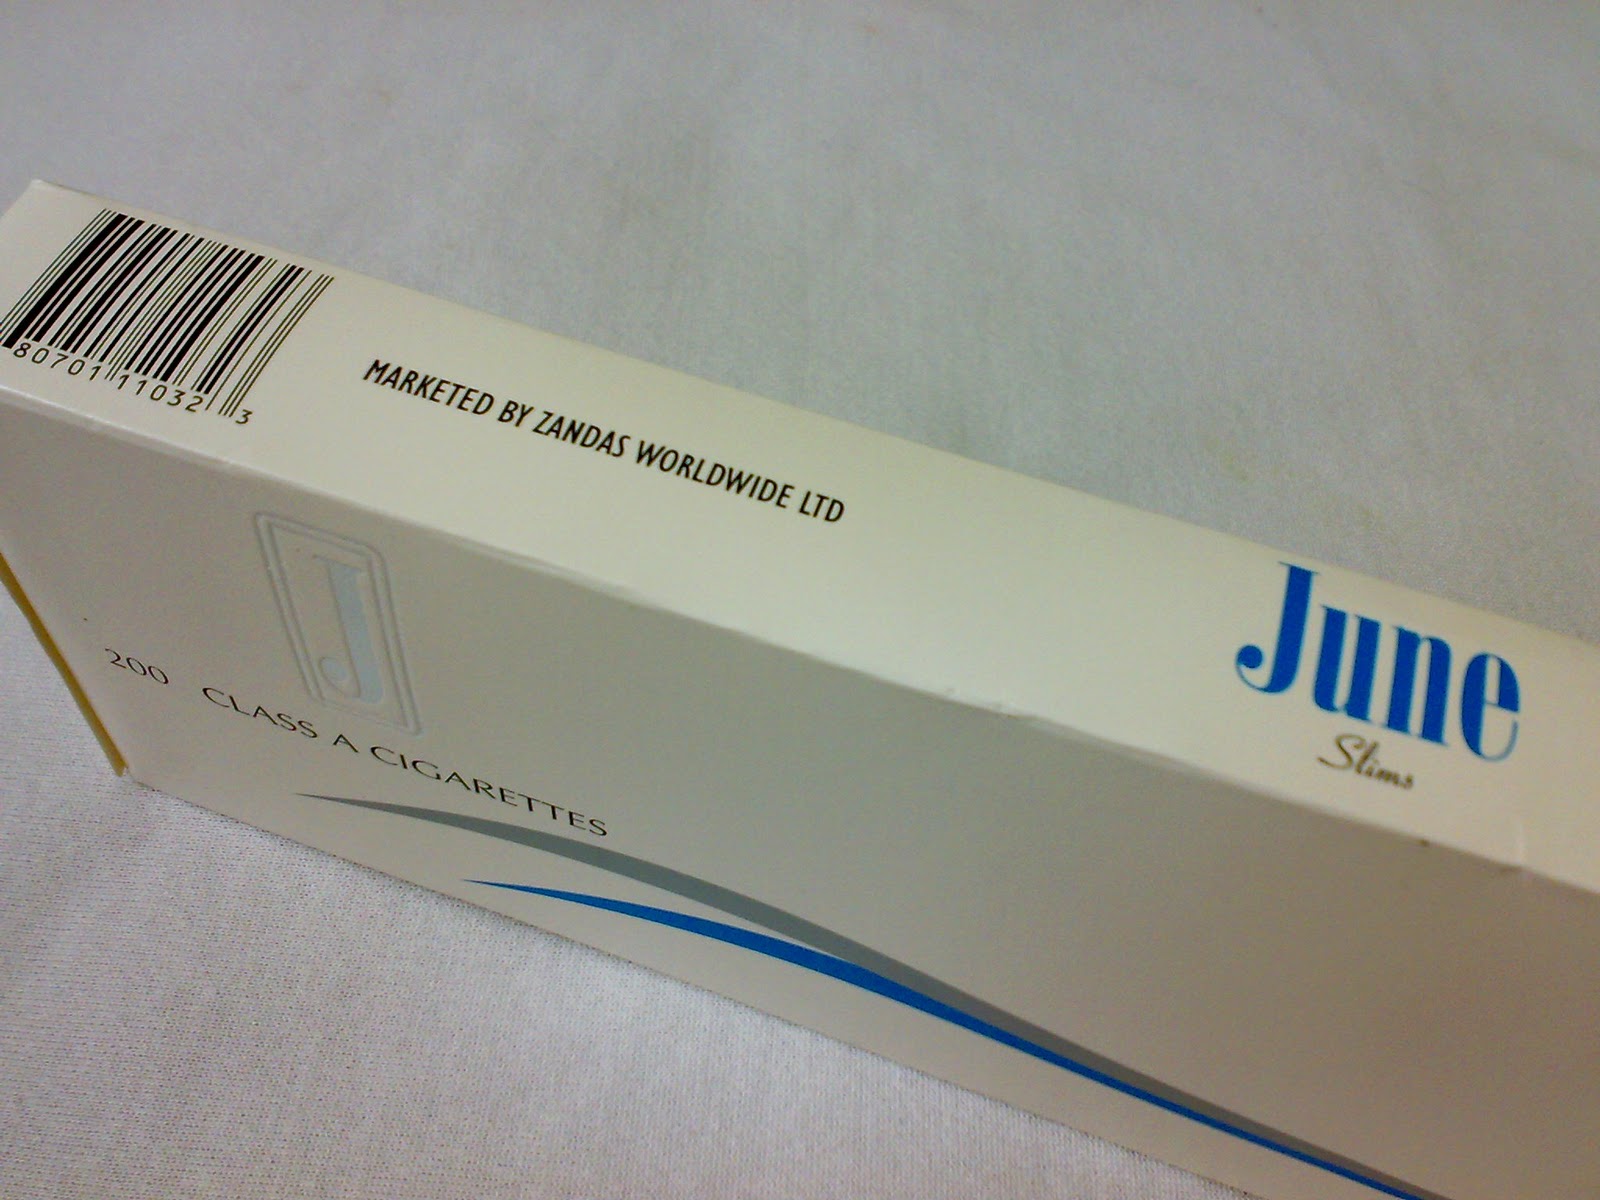 80701 11032 3
MARKETED BY ZANDAS WORLDWIDE LTD
June
Slims
J
200 CLASS A CIGARETTES